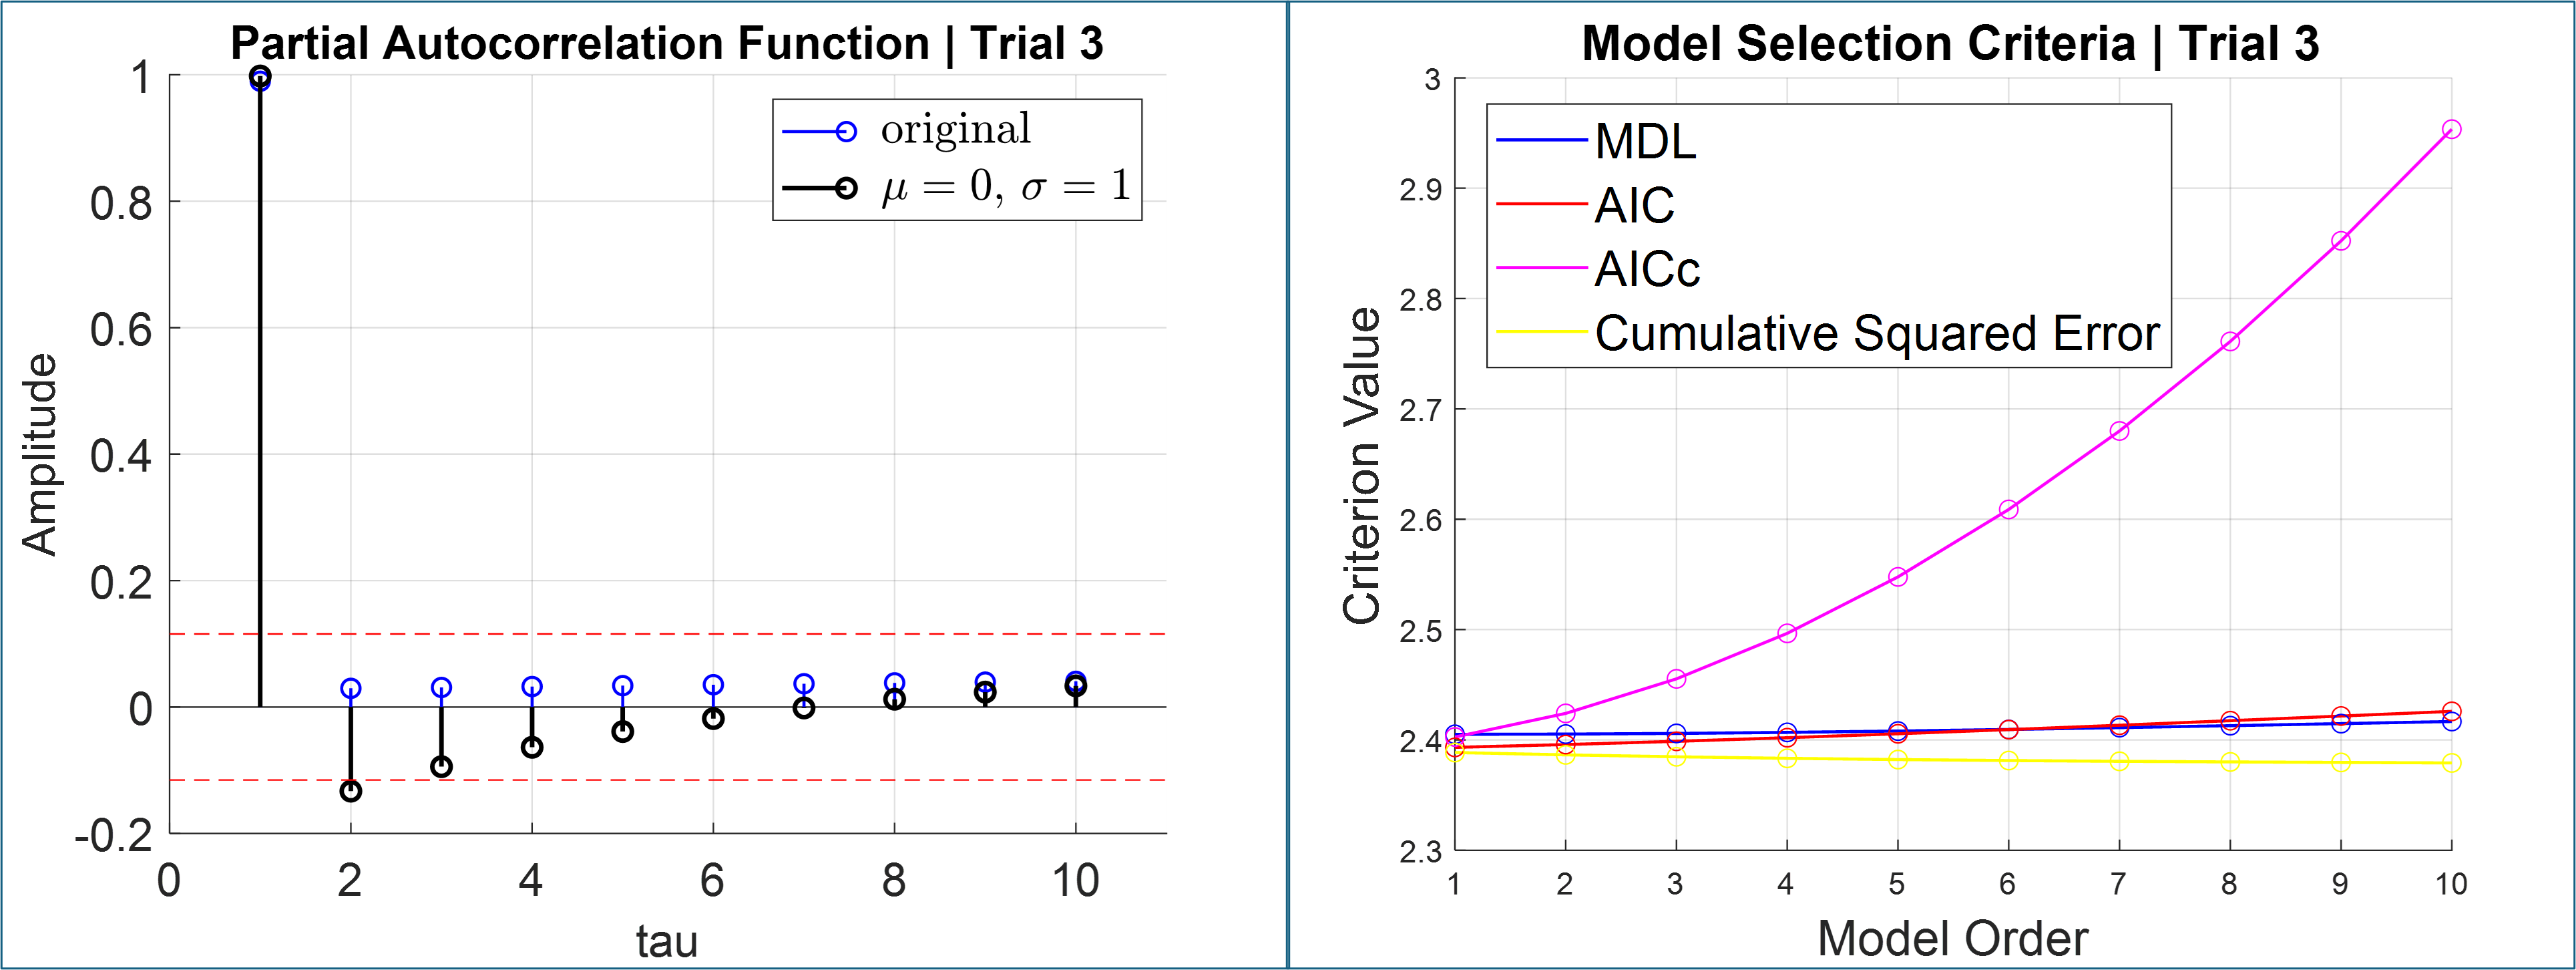 Partial Autocorrelation Function | Trial 3
1
0.8
0.6
0.4
0.2
0
-0.2
Amplitude
original
μ = 0, σ = 1
0 2 4 6 8 10
tau
Model Selection Criteria | Trial 3
3
2.9
2.8
2.7
2.6
2.5
2.4
2.3
Criterion Value
MDL
AIC
AICc
Cumulative Squared Error
1 2 3 4 5 6 7 8 9 10
Model Order